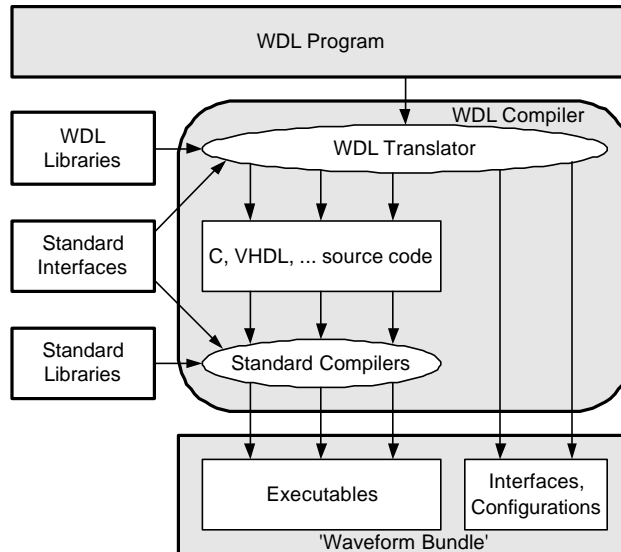 WDL Program
WDL Compiler
WDL
Libraries
WDL Translator
Standard
Interfaces
C, VHDL, ... source code
Standard
Libraries
Standard Compilers
Executables
Interfaces,
Configurations
'Waveform Bundle'